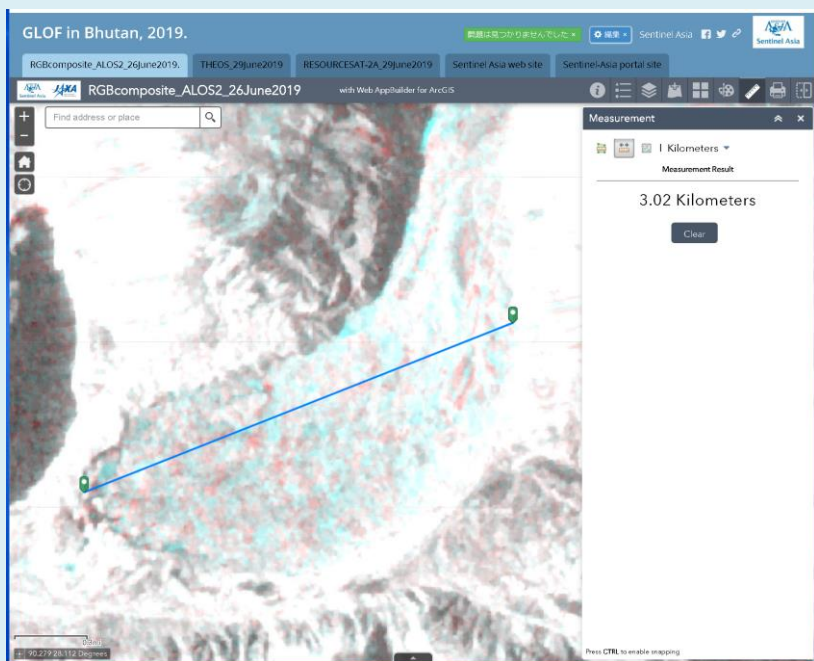 GLOF in Bhutan, 2019.
問題は見つかりませんでした ×
編集 ×
Sentinel Asia
Sentinel Asia
RGBcomposite_ALOS2_26June2019.
THEOS_29june2019
RESOURCESAT-2A_29June2019
Sentinel Asia web site
Sentinel-Asia portal site
Sentinel Asia
JAXA
RGBcomposite_ALOS2_26June2019
with Web AppBuilder for ArcGIS
+
−
Find address or place
Measurement
Kilometers
Measurement Result
3.02 Kilometers
Clear
90.279 28.112 Degrees
Press CTRL to enable snapping